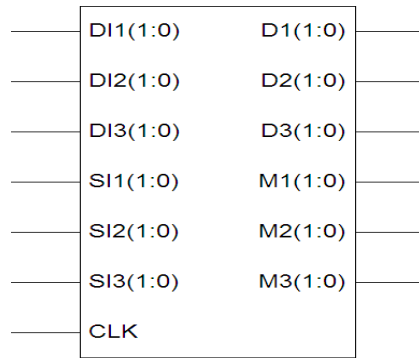 DI1(1:0) D1(1:0)
DI2(1:0) D2(1:0)
DI3(1:0) D3(1:0)
SI1(1:0) M1(1:0)
SI2(1:0) M2(1:0)
SI3(1:0) M3(1:0)
CLK